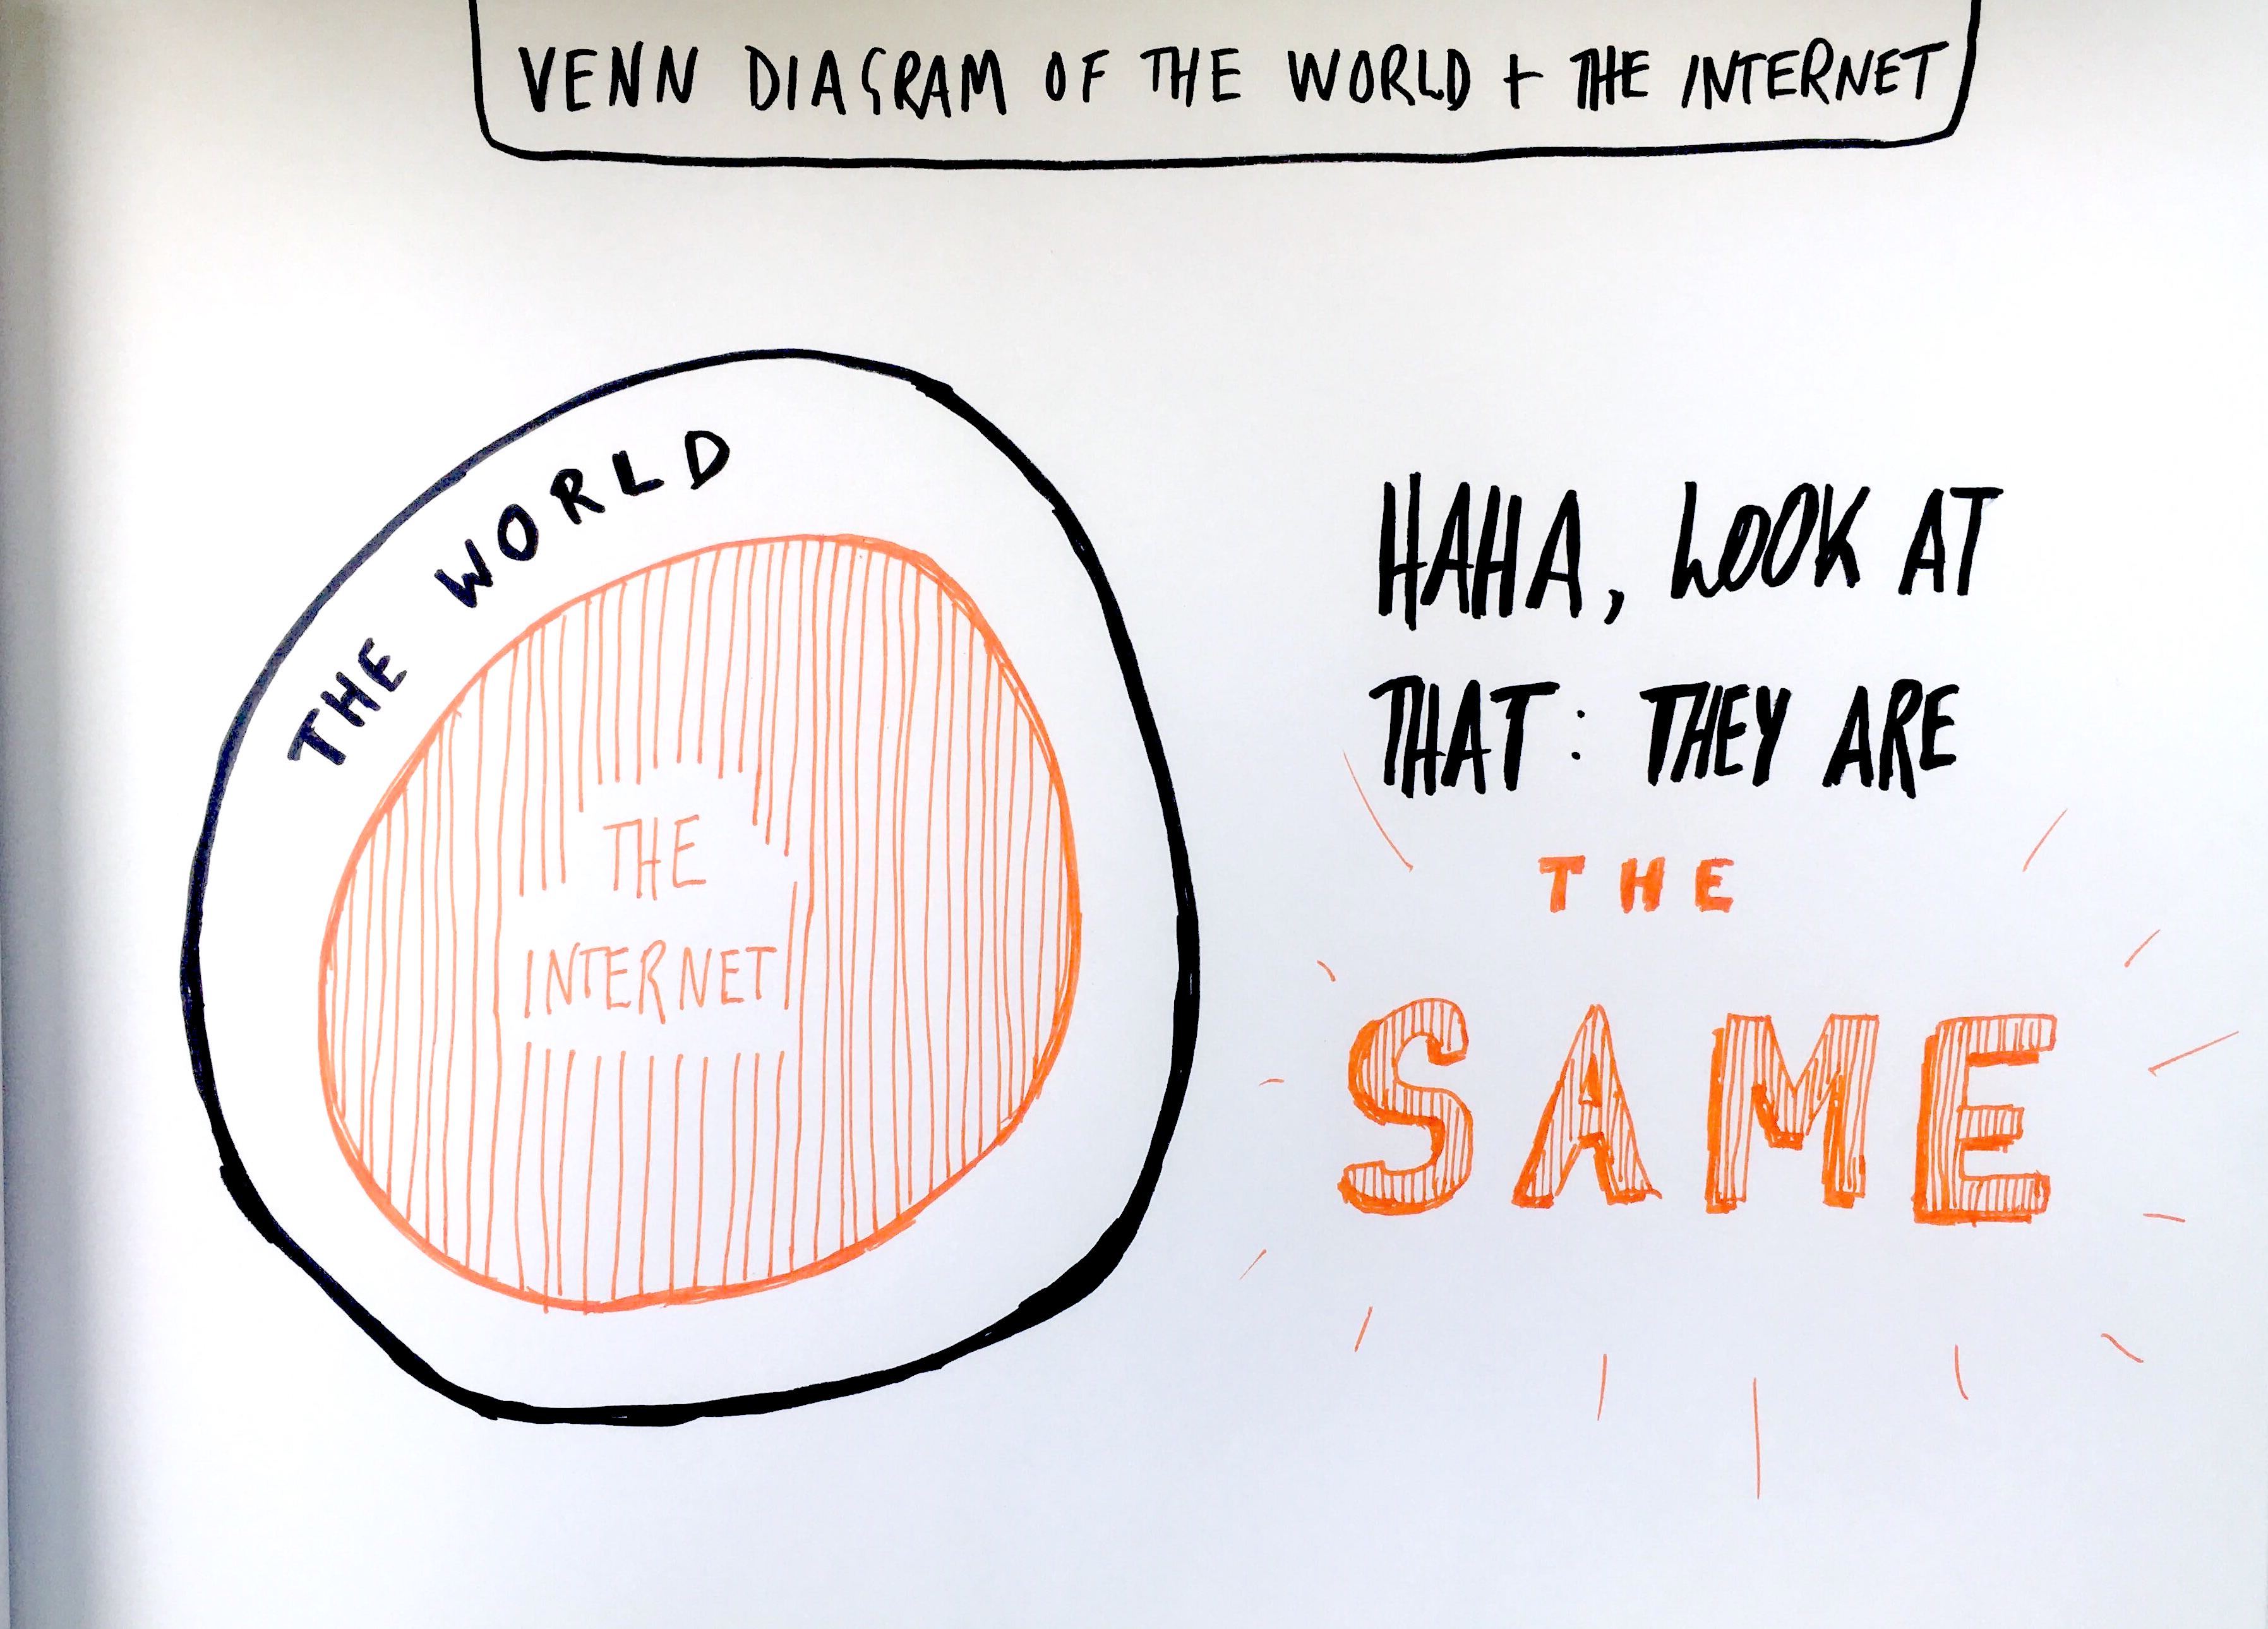 VENN DIAGRAM OF THE WORLD + THE INTERNET
THE WORLD
THE
INTERNET
HAHA, LOOK AT
THAT: THEY ARE
THE
SAME